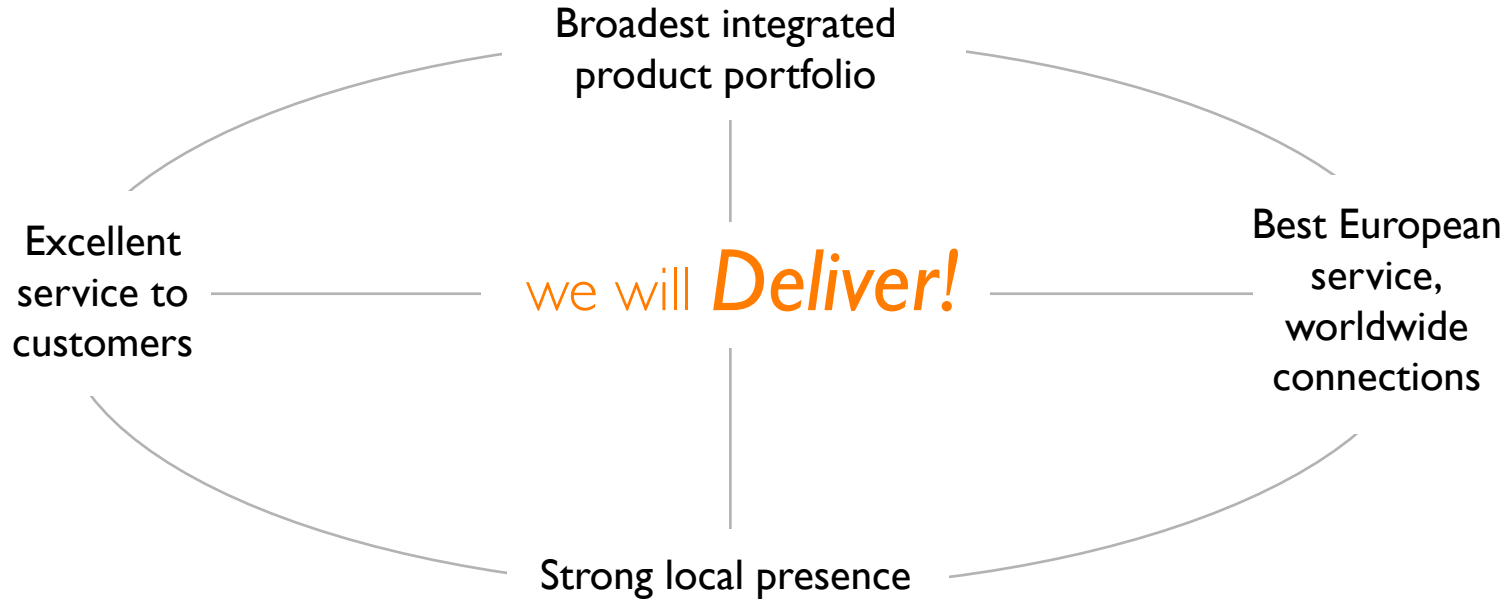 Broadest integrated
product portfolio
Excellent
service to
customers
we will Deliver!
Best European
service,
worldwide
connections
Strong local presence